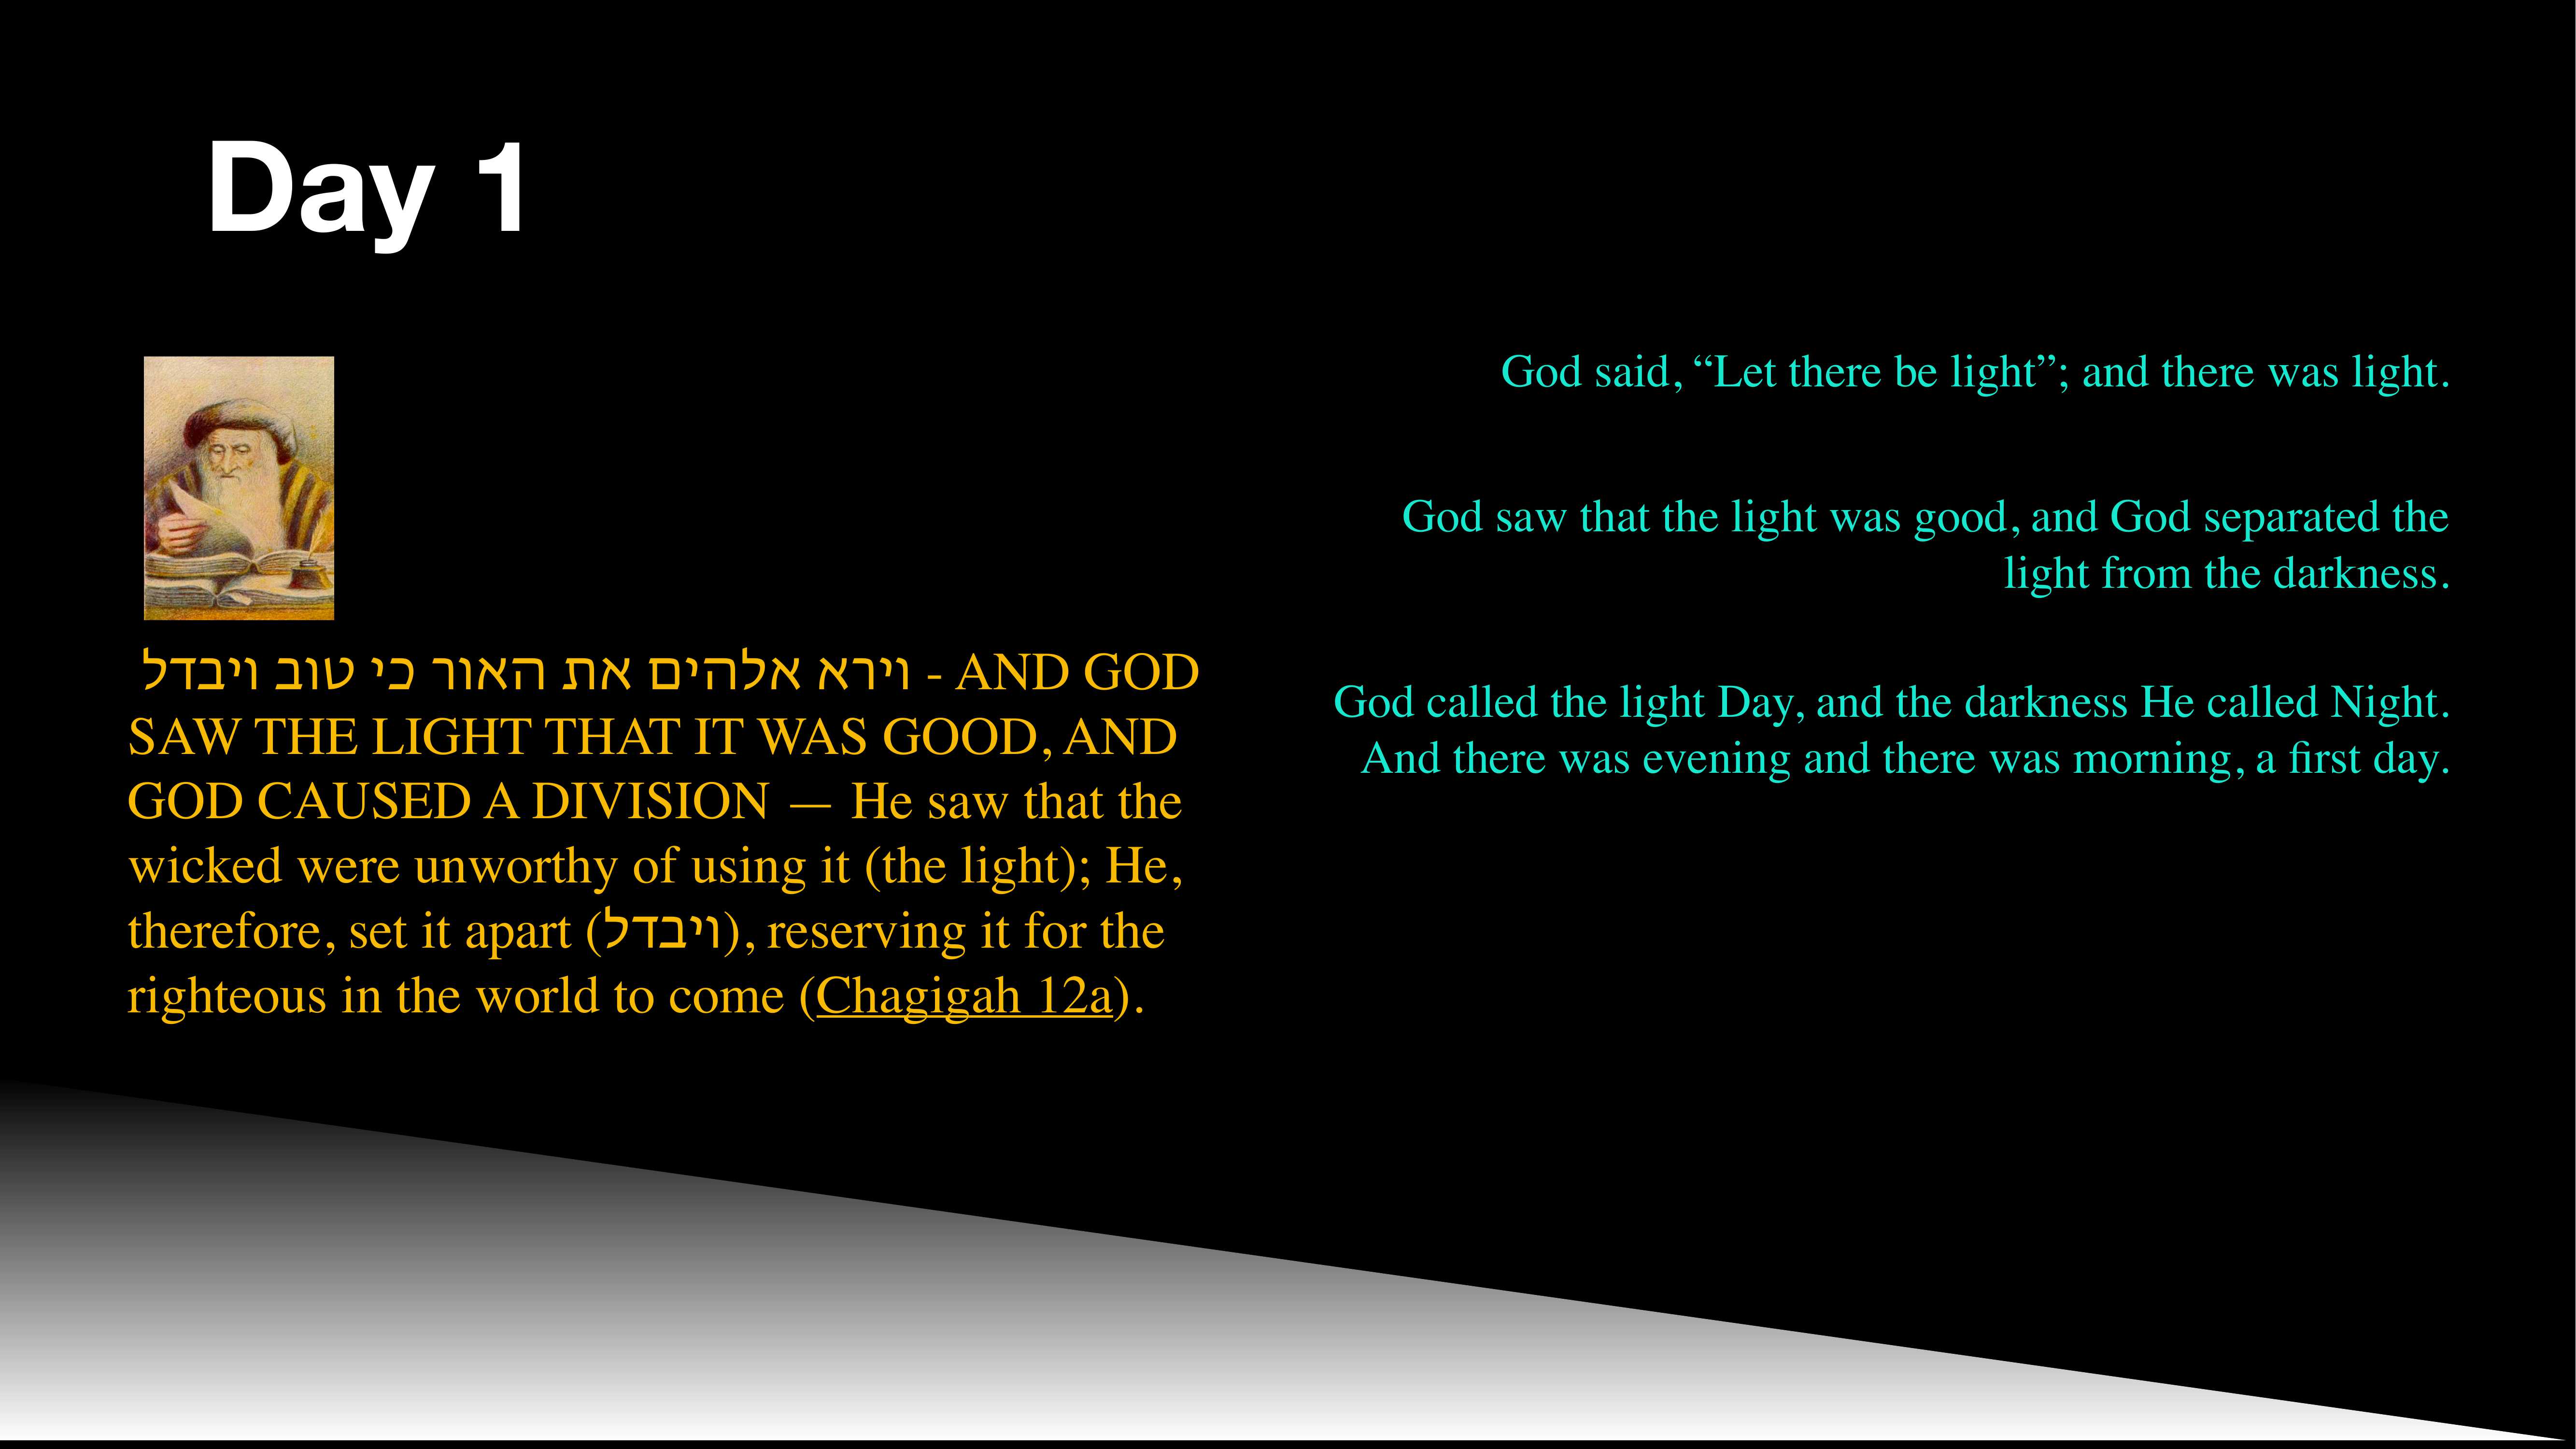 Day 1
וירא אלהים את האור כי טוב ויבדל - AND GOD
SAW THE LIGHT THAT IT WAS GOOD, AND
GOD CAUSED A DIVISION — He saw that the
wicked were unworthy of using it (the light); He,
therefore, set it apart (ויבדל), reserving it for the
righteous in the world to come (Chagigah 12a).
God said, “Let there be light”; and there was light.
God saw that the light was good, and God separated the
light from the darkness.
God called the light Day, and the darkness He called Night.
And there was evening and there was morning, a first day.